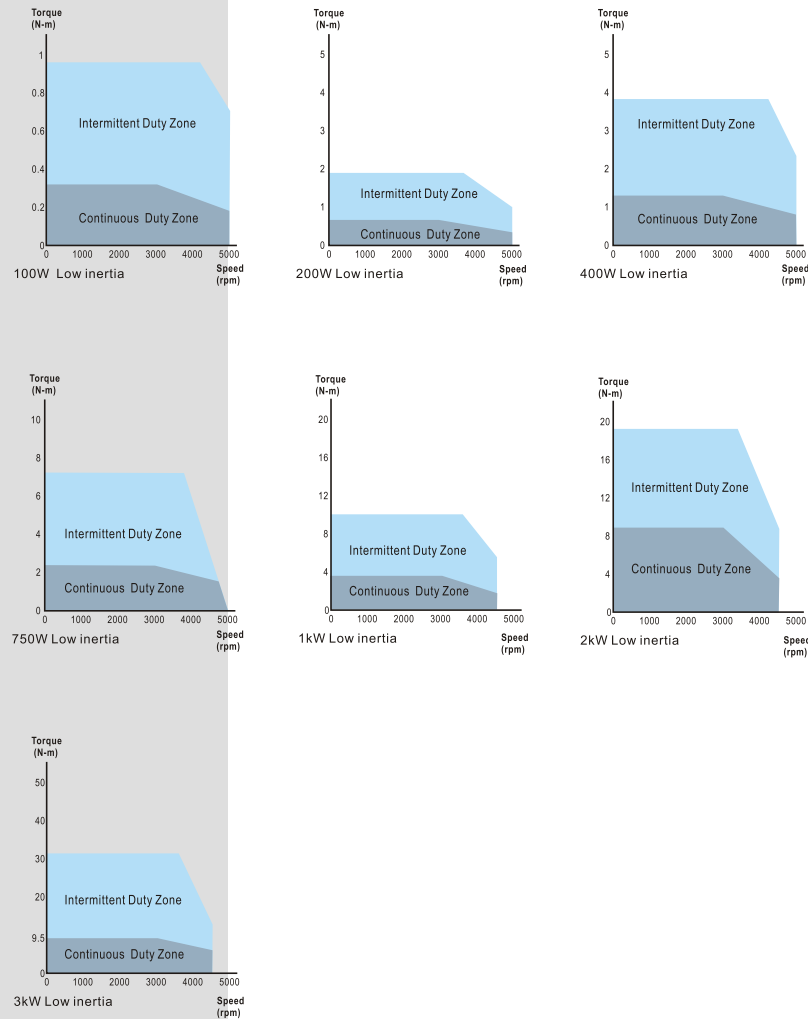 Torque
(N-m)
1
0.8
0.6
0.4
0.2
0
Intermittent Duty Zone
Continuous Duty Zone
0 1000 2000 3000 4000 5000
100W Low inertia
Speed
(rpm)
Torque
(N-m)
5
4
3
2
1
0
Intermittent Duty Zone
Continuous Duty Zone
0 1000 2000 3000 4000 5000
200W Low inertia
Speed
(rpm)
Torque
(N-m)
5
4
3
2
1
0
Intermittent Duty Zone
Continuous Duty Zone
0 1000 2000 3000 4000 5000
400W Low inertia
Speed
(rpm)
Torque
(N-m)
10
8
6
4
2
0
Intermittent Duty Zone
Continuous Duty Zone
0 1000 2000 3000 4000 5000
750W Low inertia
Speed
(rpm)
Torque
(N-m)
20
16
12
8
4
0
Intermittent Duty Zone
Continuous Duty Zone
0 1000 2000 3000 4000 5000
1kW Low inertia
Speed
(rpm)
Torque
(N-m)
20
16
12
8
4
0
Intermittent Duty Zone
Continuous Duty Zone
0 1000 2000 3000 4000 5000
2kW Low inertia
Speed
(rpm)
Torque
(N-m)
50
40
30
20
9.5
0
Intermittent Duty Zone
Continuous Duty Zone
0 1000 2000 3000 4000 5000
3kW Low inertia
Speed
(rpm)